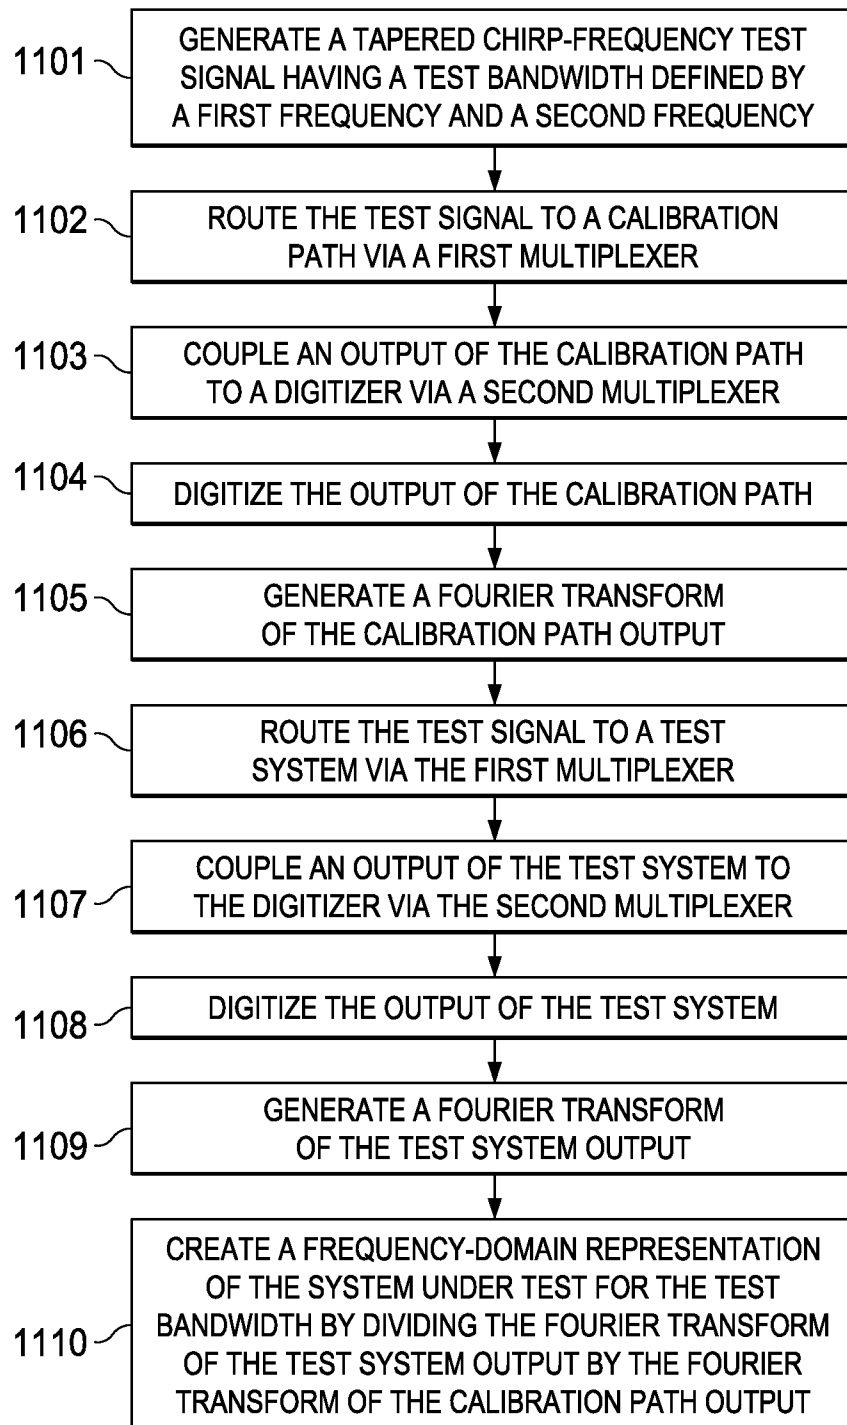 1101
GENERATE A TAPERED CHIRP-FREQUENCY TEST
SIGNAL HAVING A TEST BANDWIDTH DEFINED BY
A FIRST FREQUENCY AND A SECOND FREQUENCY
1102
ROUTE THE TEST SIGNAL TO A CALIBRATION
PATH VIA A FIRST MULTIPLEXER
1103
COUPLE AN OUTPUT OF THE CALIBRATION PATH
TO A DIGITIZER VIA A SECOND MULTIPLEXER
1104
DIGITIZE THE OUTPUT OF THE CALIBRATION PATH
1105
GENERATE A FOURIER TRANSFORM
OF THE CALIBRATION PATH OUTPUT
1106
ROUTE THE TEST SIGNAL TO A TEST
SYSTEM VIA THE FIRST MULTIPLEXER
1107
COUPLE AN OUTPUT OF THE TEST SYSTEM TO
THE DIGITIZER VIA THE SECOND MULTIPLEXER
1108
DIGITIZE THE OUTPUT OF THE TEST SYSTEM
1109
GENERATE A FOURIER TRANSFORM
OF THE TEST SYSTEM OUTPUT
1110
CREATE A FREQUENCY-DOMAIN REPRESENTATION
OF THE SYSTEM UNDER TEST FOR THE TEST
BANDWIDTH BY DIVIDING THE FOURIER TRANSFORM
OF THE TEST SYSTEM OUTPUT BY THE FOURIER
TRANSFORM OF THE CALIBRATION PATH OUTPUT